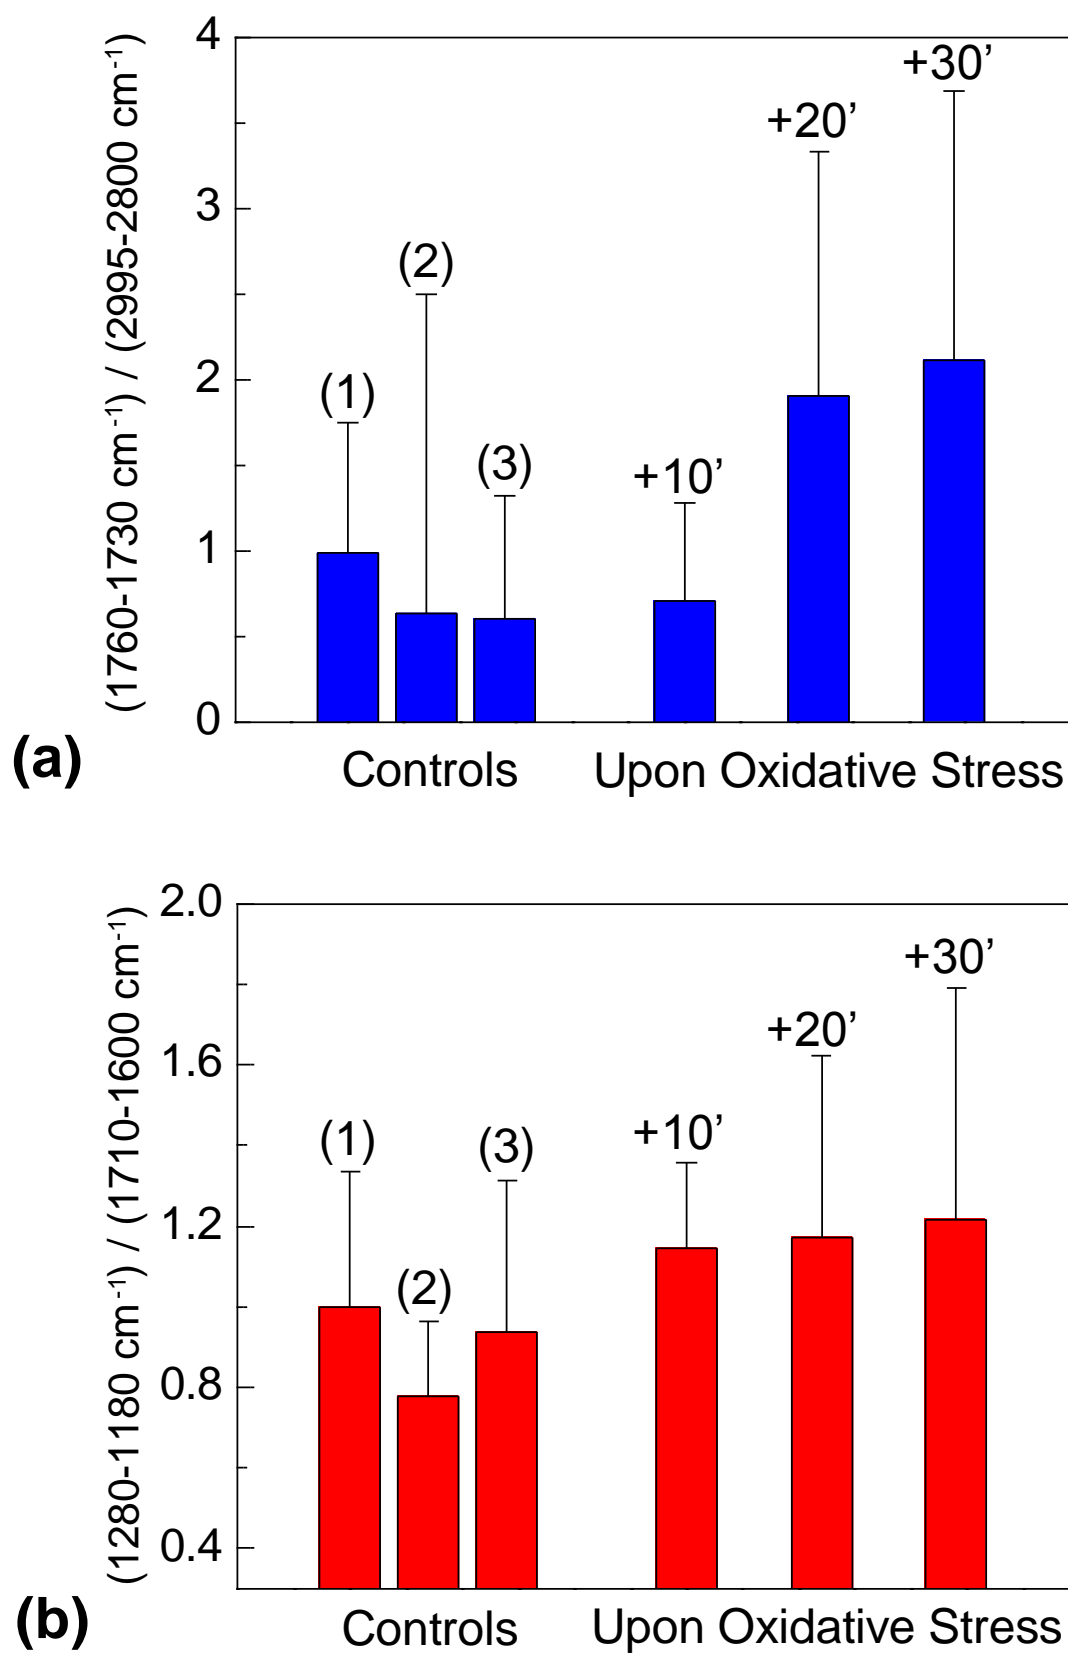 4
3
2
1
0
(1760-1730 cm⁻¹) / (2995-2800 cm⁻¹)
(1)
(2)
(3)
+10’
+20’
+30’
Controls
Upon Oxidative Stress
(a)
2.0
1.6
1.2
0.8
0.4
(1280-1180 cm⁻¹) / (1710-1600 cm⁻¹)
(1)
(2)
(3)
+10’
+20’
+30’
Controls
Upon Oxidative Stress
(b)